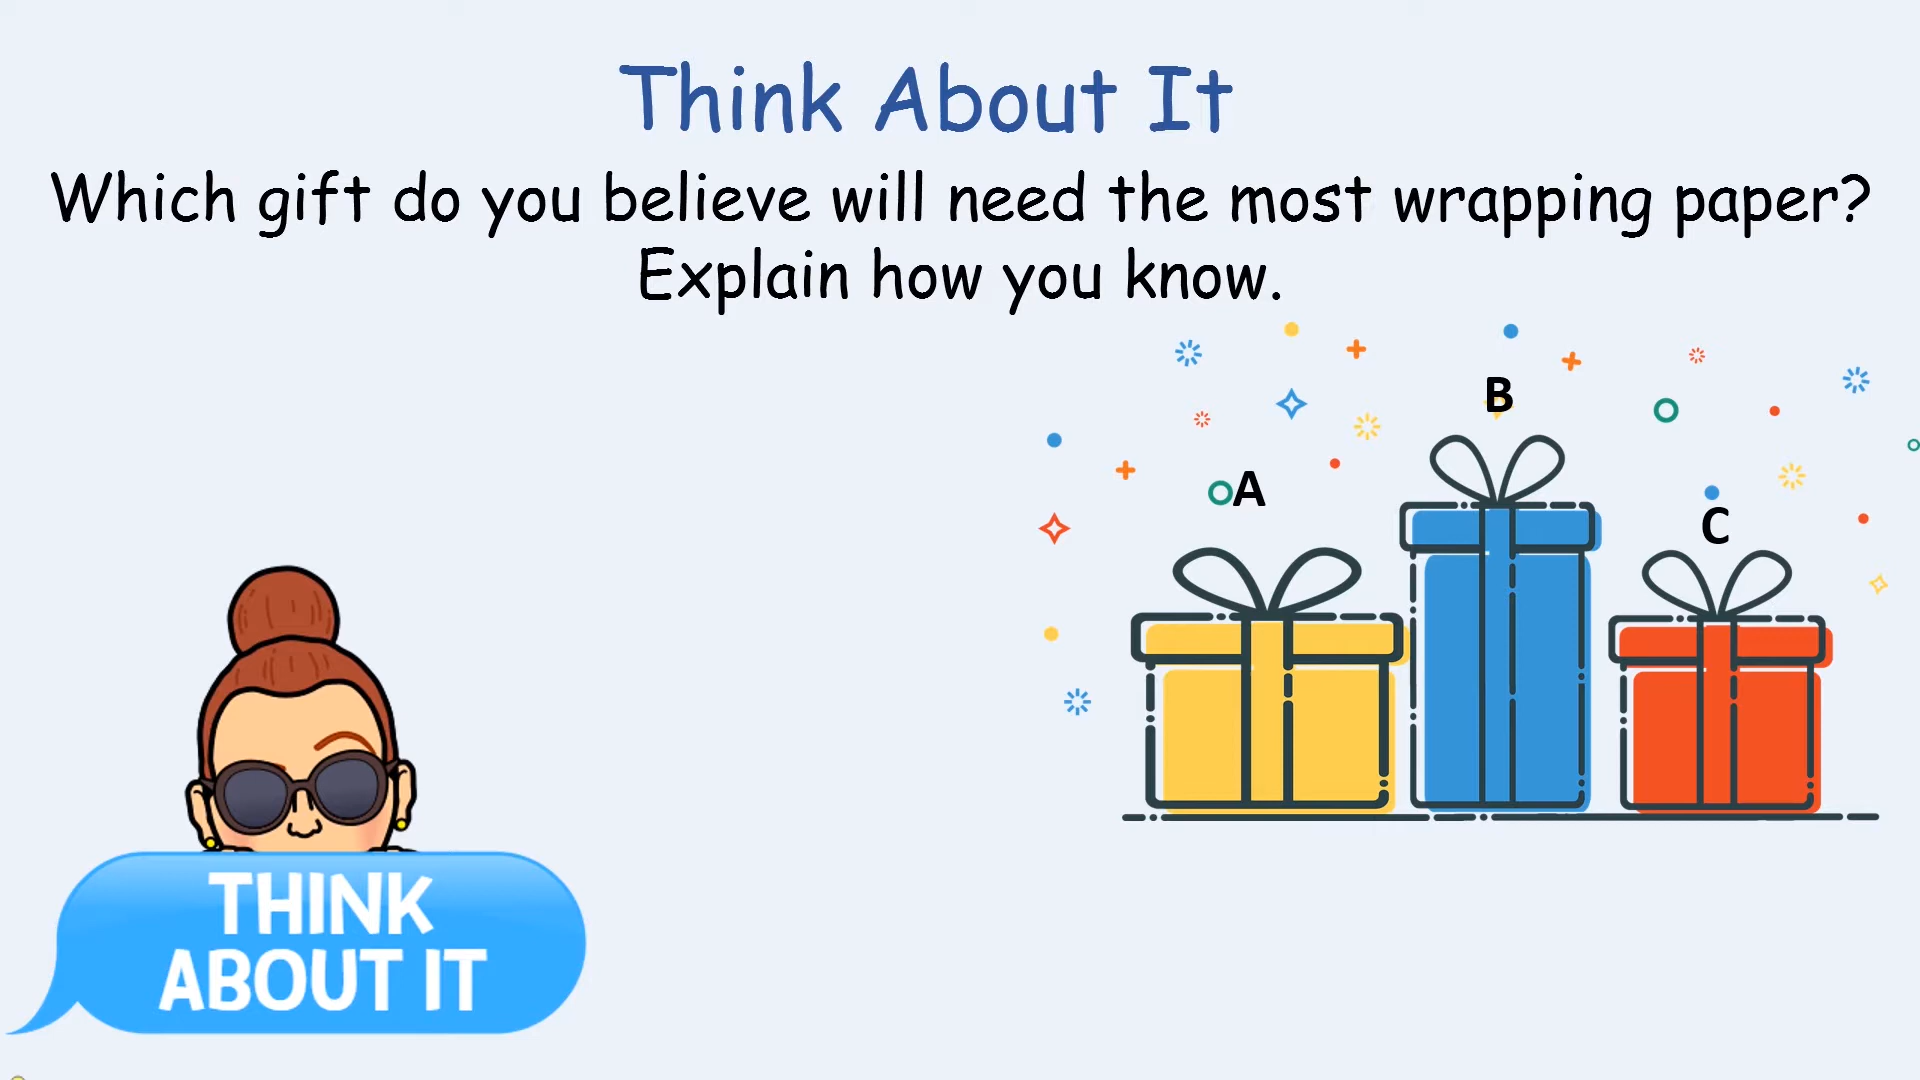 Think About It
Which gift do you believe will need the most wrapping paper?
Explain how you know.
B
A
C
THINK
ABOUT IT